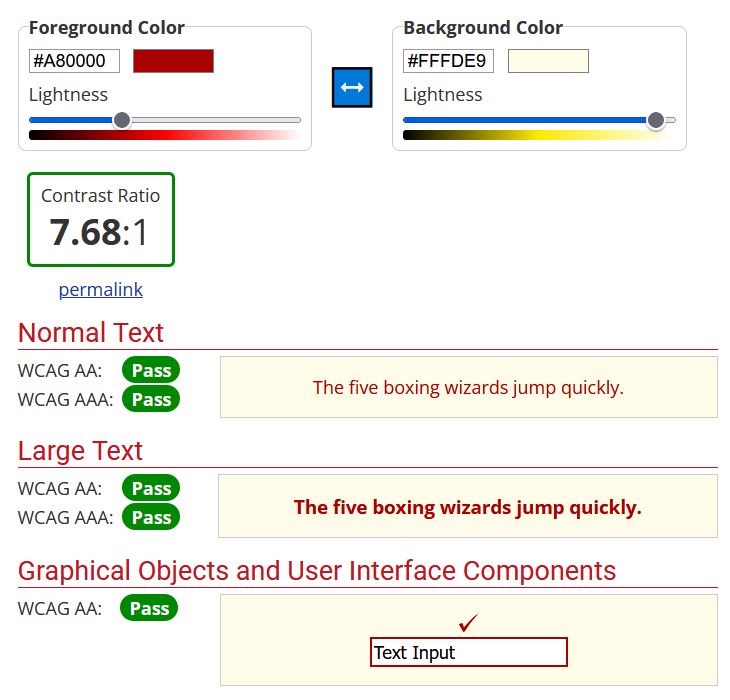 Foreground Color
#A80000
Lightness
Background Color
#FFFDE9
Lightness
Contrast Ratio
7.68:1
permalink
Normal Text
WCAG AA: Pass
WCAG AAA: Pass
The five boxing wizards jump quickly.
Large Text
WCAG AA: Pass
WCAG AAA: Pass
The five boxing wizards jump quickly.
Graphical Objects and User Interface Components
WCAG AA: Pass
Text Input